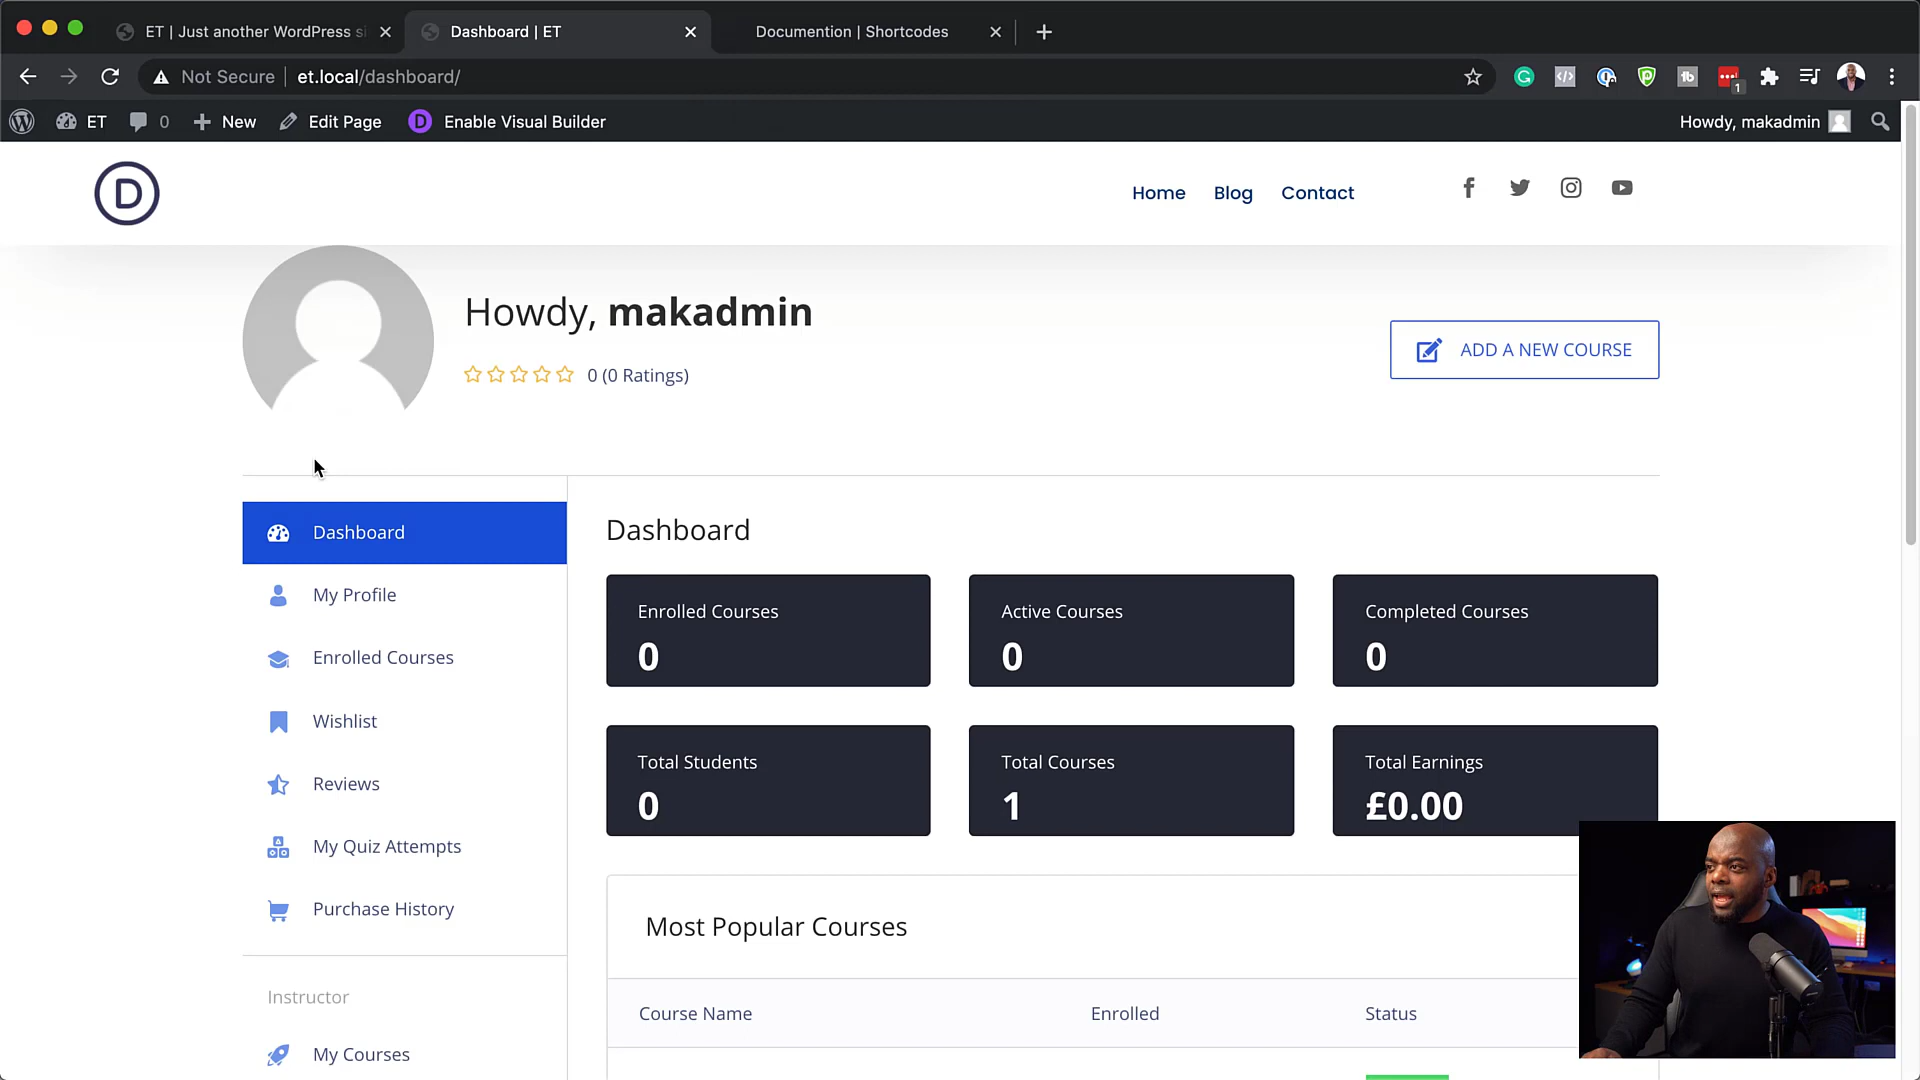 ET | Just another WordPress si
Dashboard | ET
Documention | Shortcodes
Not Secure
et.local/dashboard/
1
ET
0
New
Edit Page
D
Enable Visual Builder
Howdy, makadmin
D
Home
Blog
Contact
Howdy, makadmin
0 (0 Ratings)
ADD A NEW COURSE
Dashboard
My Profile
Enrolled Courses
Wishlist
Reviews
My Quiz Attempts
Purchase History
Instructor
My Courses
Dashboard
Enrolled Courses
0
Active Courses
0
Completed Courses
0
Total Students
0
Total Courses
1
Total Earnings
£0.00
Most Popular Courses
Course Name
Enrolled
Status